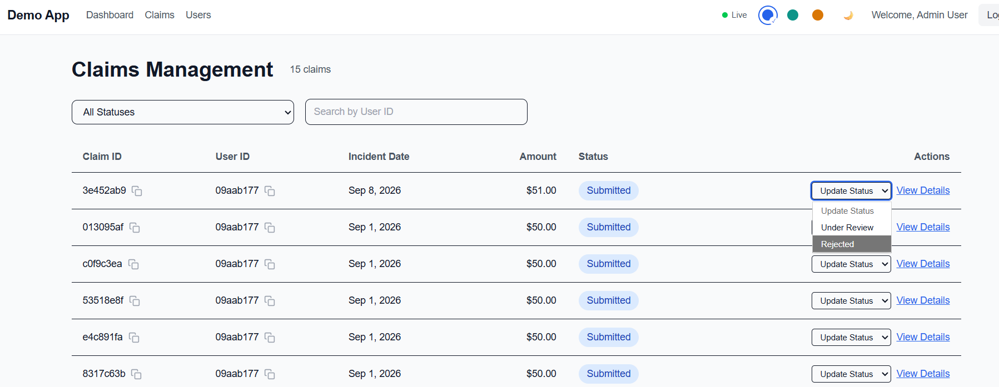 Demo App Dashboard Claims Users Live Welcome, Admin User
Claims Management 15 claims
All Statuses Search by User ID
Claim ID User ID Incident Date Amount Status Actions
3e452ab9 09aab177 Sep 8, 2026 $51.00 Submitted Update Status View Details
Update Status
013095af 09aab177 Sep 1, 2026 $50.00 Submitted Under Review View Details
Rejected
c0f9c3ea 09aab177 Sep 1, 2026 $50.00 Submitted Update Status View Details
53518e8f 09aab177 Sep 1, 2026 $50.00 Submitted Update Status View Details
e4c891fa 09aab177 Sep 1, 2026 $50.00 Submitted Update Status View Details
8317c63b 09aab177 Sep 1, 2026 $50.00 Submitted Update Status View Details